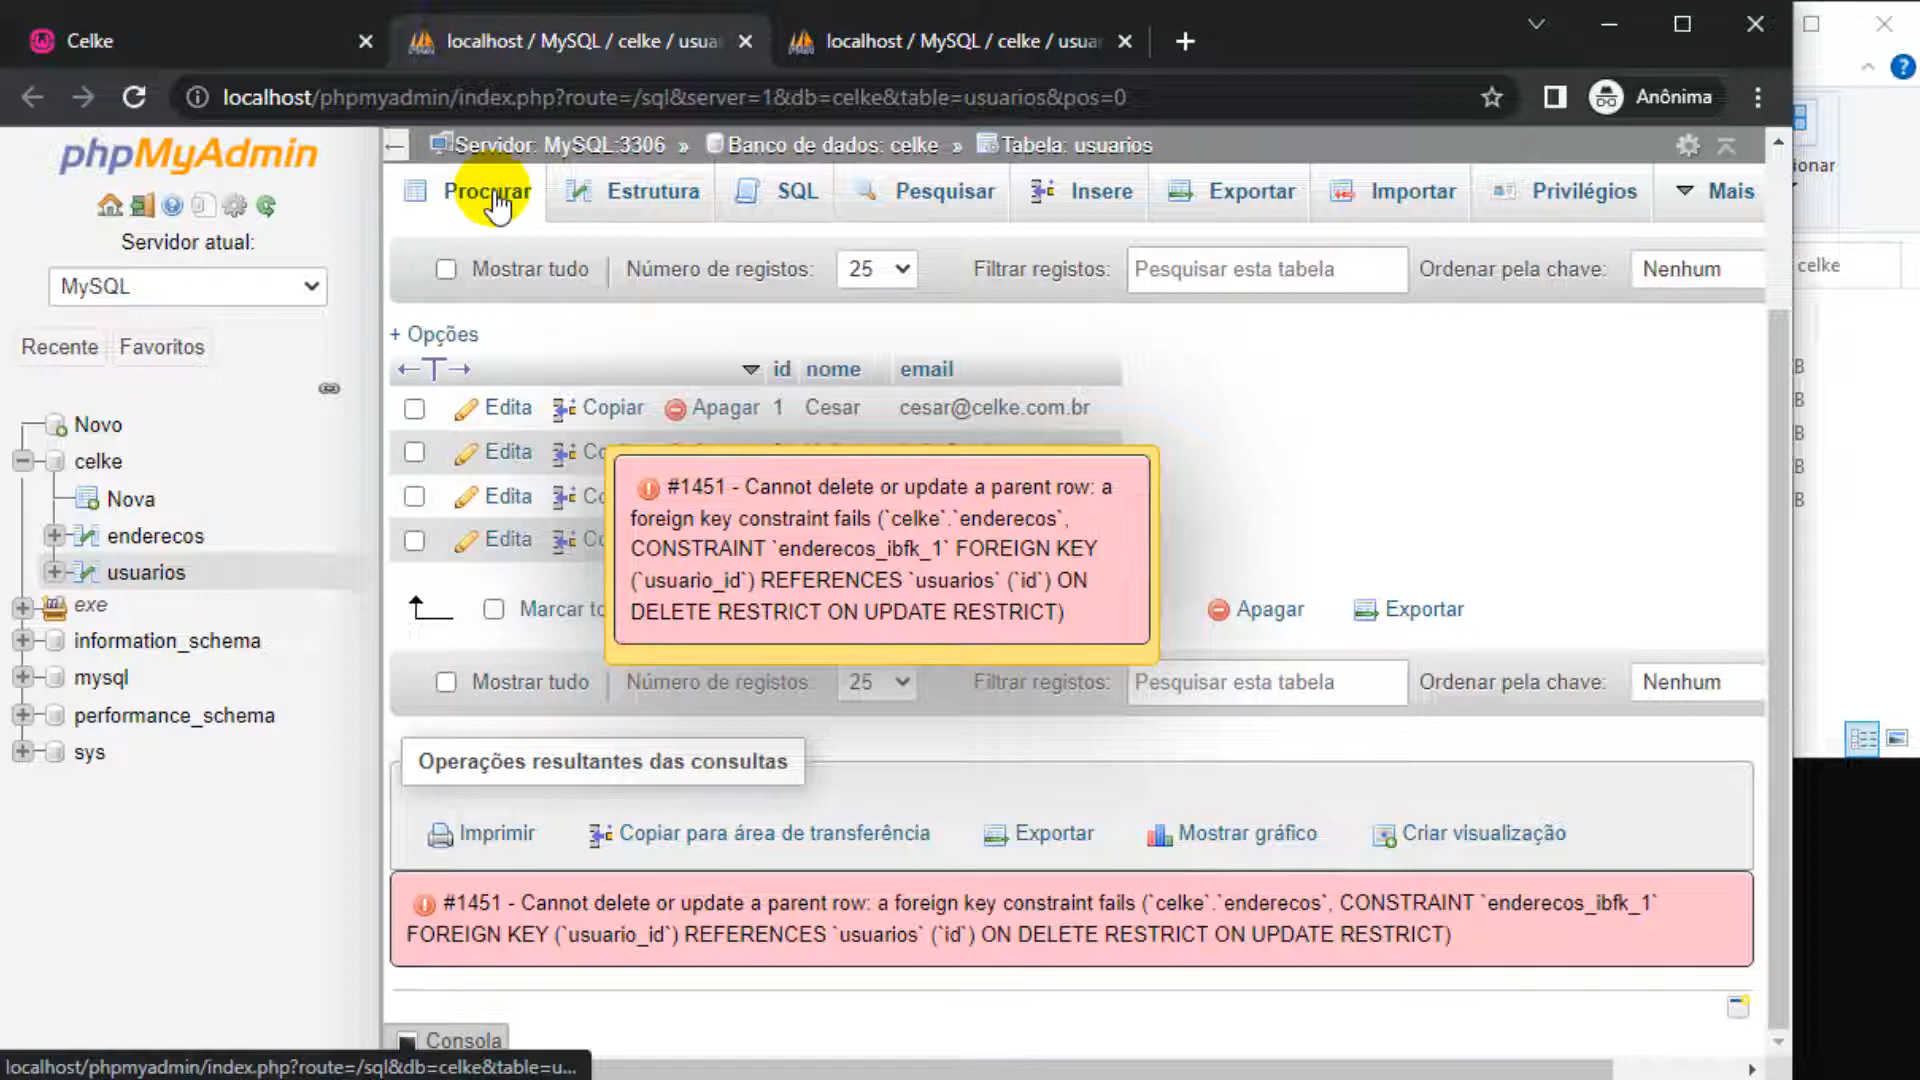 Celke
localhost / MySQL / celke / usua
localhost / MySQL / celke / usua
localhost/phpmyadmin/index.php?route=/sql&server=1&db=celke&table=usuarios&pos=0
Anônima
phpMyAdmin
Servidor atual:
MySQL
Recente Favoritos
Novo
celke
Nova
enderecos
usuarios
exe
information_schema
mysql
performance_schema
sys
Servidor: MySQL:3306 » Banco de dados: celke » Tabela: usuarios
Procurar Estrutura SQL Pesquisar Insere Exportar Importar Privilégios Mais
Mostrar tudo Número de registos: 25 Filtrar registos: Pesquisar esta tabela Ordenar pela chave: Nenhum
+ Opções
←T→ id nome email
Edita Copiar Apagar 1 Cesar cesar@celke.com.br
Edita Co
Edita Co
Edita Co
#1451 - Cannot delete or update a parent row: a
foreign key constraint fails (`celke`.`enderecos`,
CONSTRAINT `enderecos_ibfk_1` FOREIGN KEY
(`usuario_id`) REFERENCES `usuarios` (`id`) ON
DELETE RESTRICT ON UPDATE RESTRICT)
Marcar to Apagar Exportar
Mostrar tudo Número de registos: 25 Filtrar registos: Pesquisar esta tabela Ordenar pela chave: Nenhum
Operações resultantes das consultas
Imprimir Copiar para área de transferência Exportar Mostrar gráfico Criar visualização
#1451 - Cannot delete or update a parent row: a foreign key constraint fails (`celke`.`enderecos`, CONSTRAINT `enderecos_ibfk_1`
FOREIGN KEY (`usuario_id`) REFERENCES `usuarios` (`id`) ON DELETE RESTRICT ON UPDATE RESTRICT)
Consola
localhost/phpmyadmin/index.php?route=/sql&db=celke&table=u...
ionar
celke
B
B
B
B
B